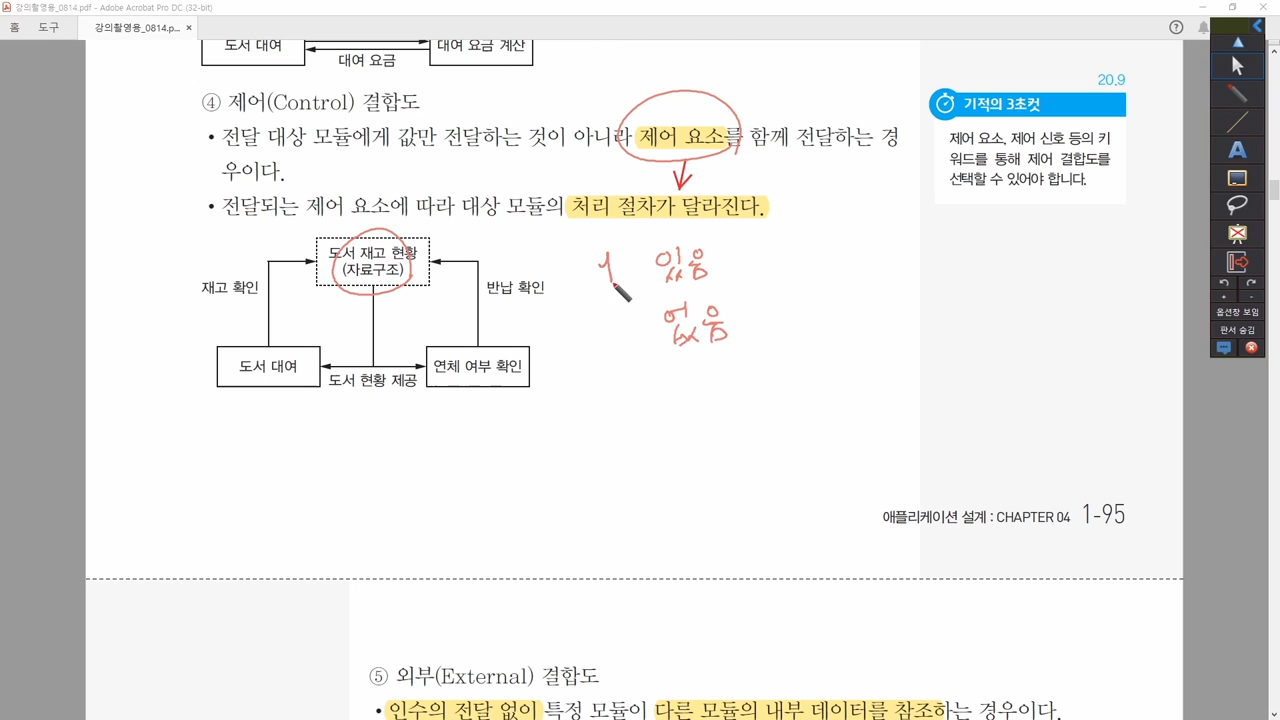 강의촬영용_0814.pdf - Adobe Acrobat Pro DC (32-bit)
홈 도구 강의촬영용_0814.p... ×
도서 대여
대여 요금 계산
대여 요금
④ 제어(Control) 결합도
• 전달 대상 모듈에게 값만 전달하는 것이 아니라 제어 요소를 함께 전달하는 경
우이다.
• 전달되는 제어 요소에 따라 대상 모듈의 처리 절차가 달라진다.
도서 재고 현황
(자료구조)
재고 확인
반납 확인
도서 대여
연체 여부 확인
도서 현황 제공
있음
없음
20.9
기적의 3초컷
제어 요소, 제어 신호 등의 키
워드를 통해 제어 결합도를
선택할 수 있어야 합니다.
애플리케이션 설계 : CHAPTER 04 1-95
⑤ 외부(External) 결합도
• 인수의 전달 없이 특정 모듈이 다른 모듈의 내부 데이터를 참조하는 경우이다.
옵션창 보임
판서 숨김